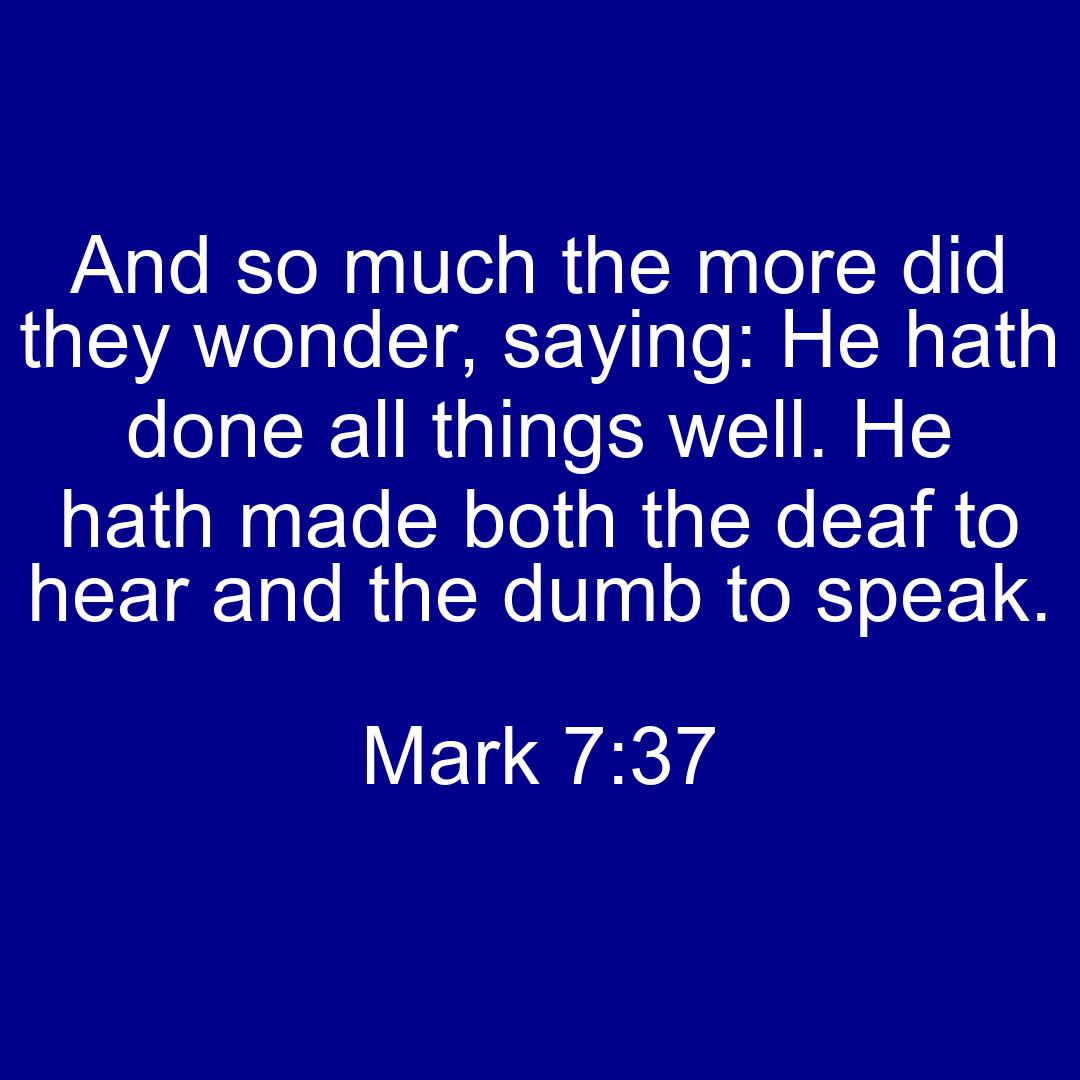 And so much the more did
they wonder, saying: He hath
done all things well. He
hath made both the deaf to
hear and the dumb to speak.
Mark 7:37